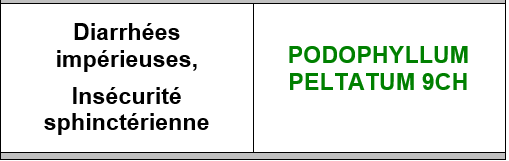 Diarrhées
impérieuses,
Insécurité
sphinctérienne
PODOPHYLLUM
PELTATUM 9CH